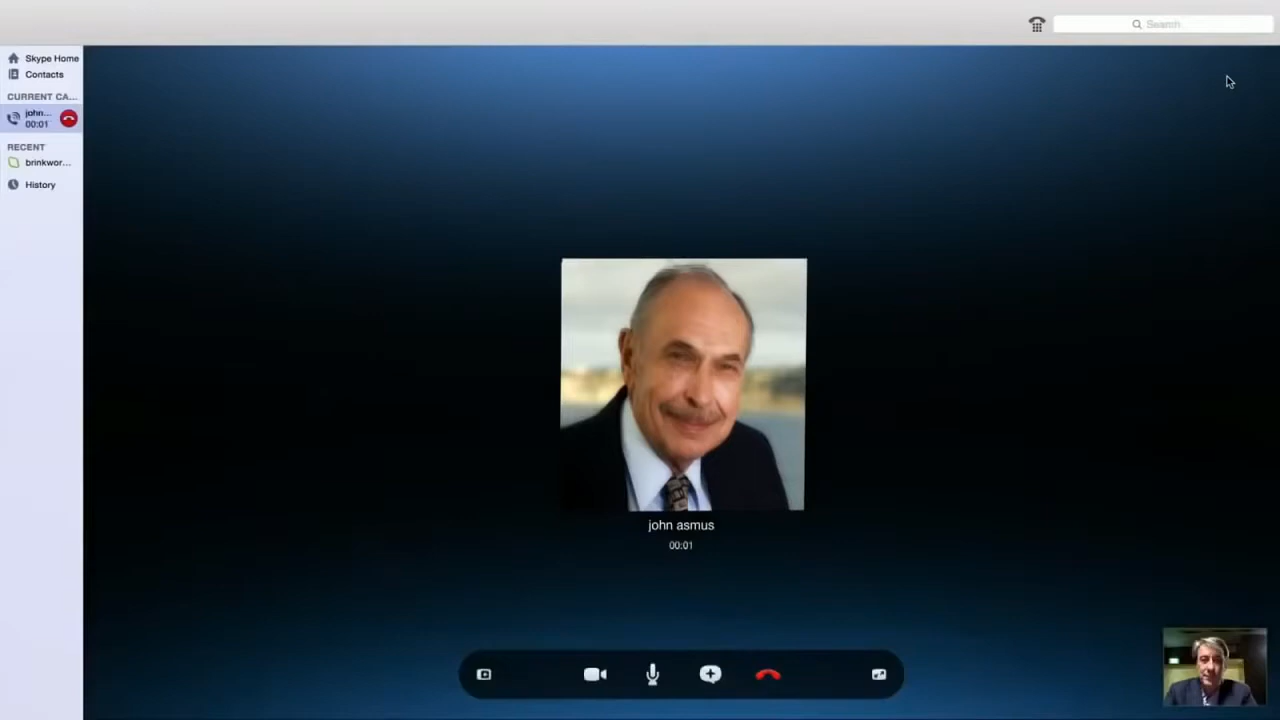 Search
Skype Home
Contacts
CURRENT CA...
john...
00:01
RECENT
brinkwor...
History
john asmus
00:01